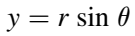 y = r sin θ